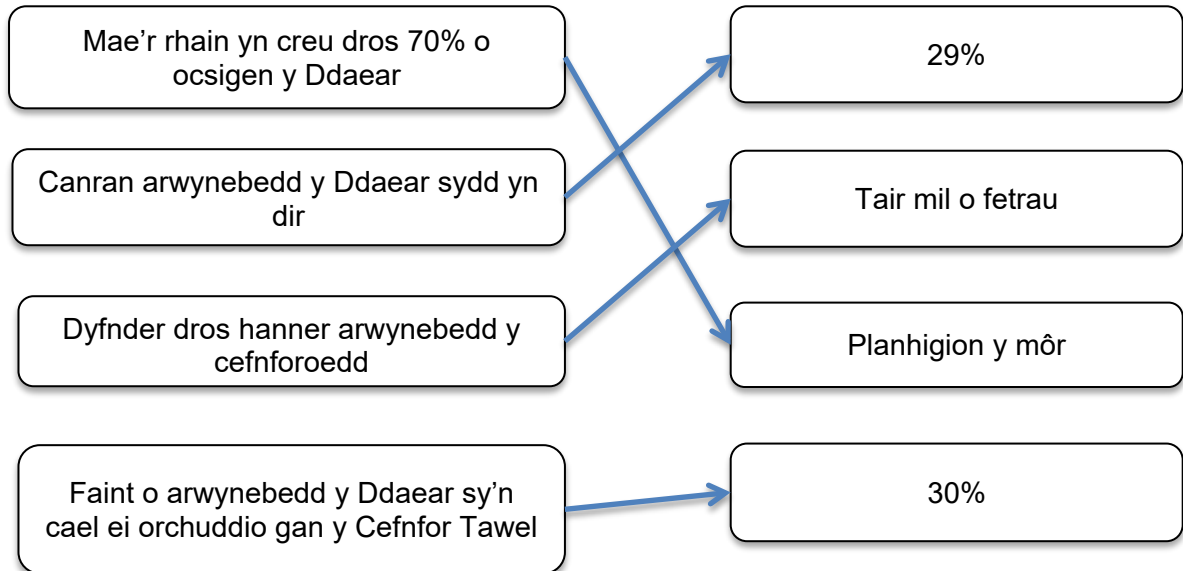 Mae’r rhain yn creu dros 70% o
ocsigen y Ddaear
29%
Canran arwynebedd y Ddaear sydd yn
dir
Tair mil o fetrau
Dyfnder dros hanner arwynebedd y
cefnforoedd
Planhigion y môr
Faint o arwynebedd y Ddaear sy’n
cael ei orchuddio gan y Cefnfor Tawel
30%